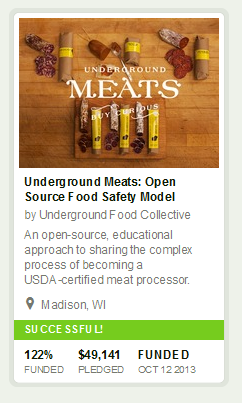 UNDERGROUND
MEATS
BUY CURIOUS
Underground Meats: Open
Source Food Safety Model
by Underground Food Collective
An open-source, educational
approach to sharing the complex
process of becoming a
USDA-certified meat processor.
Madison, WI
SUCCESSFUL!
122% $49,141 FUNDED
FUNDED PLEDGED OCT 12 2013